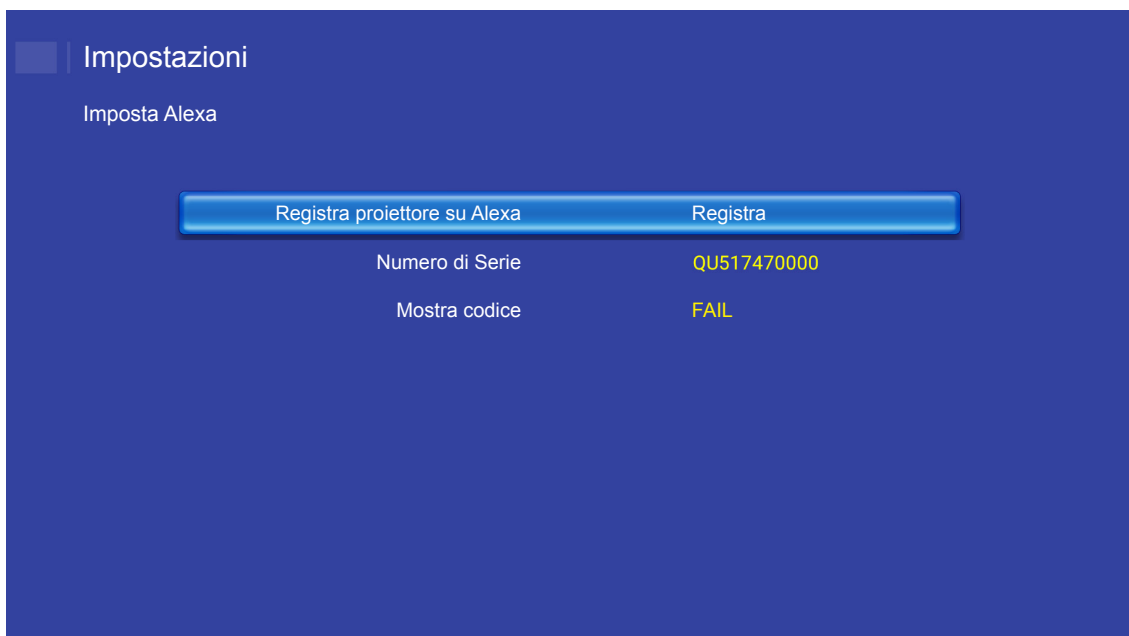 Impostazioni
Imposta Alexa
Registra proiettore su Alexa Registra
Numero di Serie QU517470000
Mostra codice FAIL